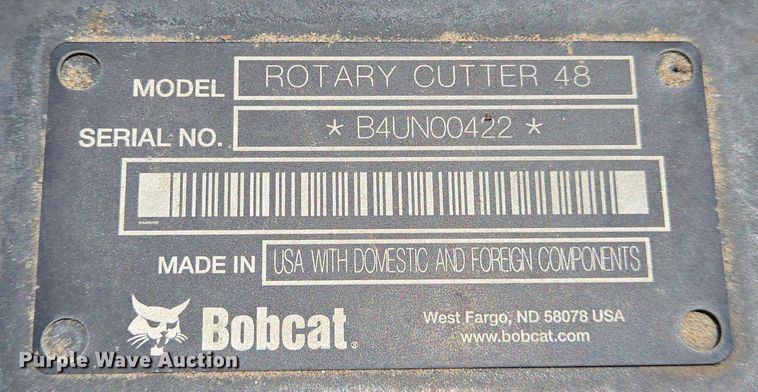 MODEL ROTARY CUTTER 48
SERIAL NO. * B4UN00422 *
MADE IN USA WITH DOMESTIC AND FOREIGN COMPONENTS
Bobcat®
West Fargo, ND 58078 USA
www.bobcat.com
Purple Wave Auction